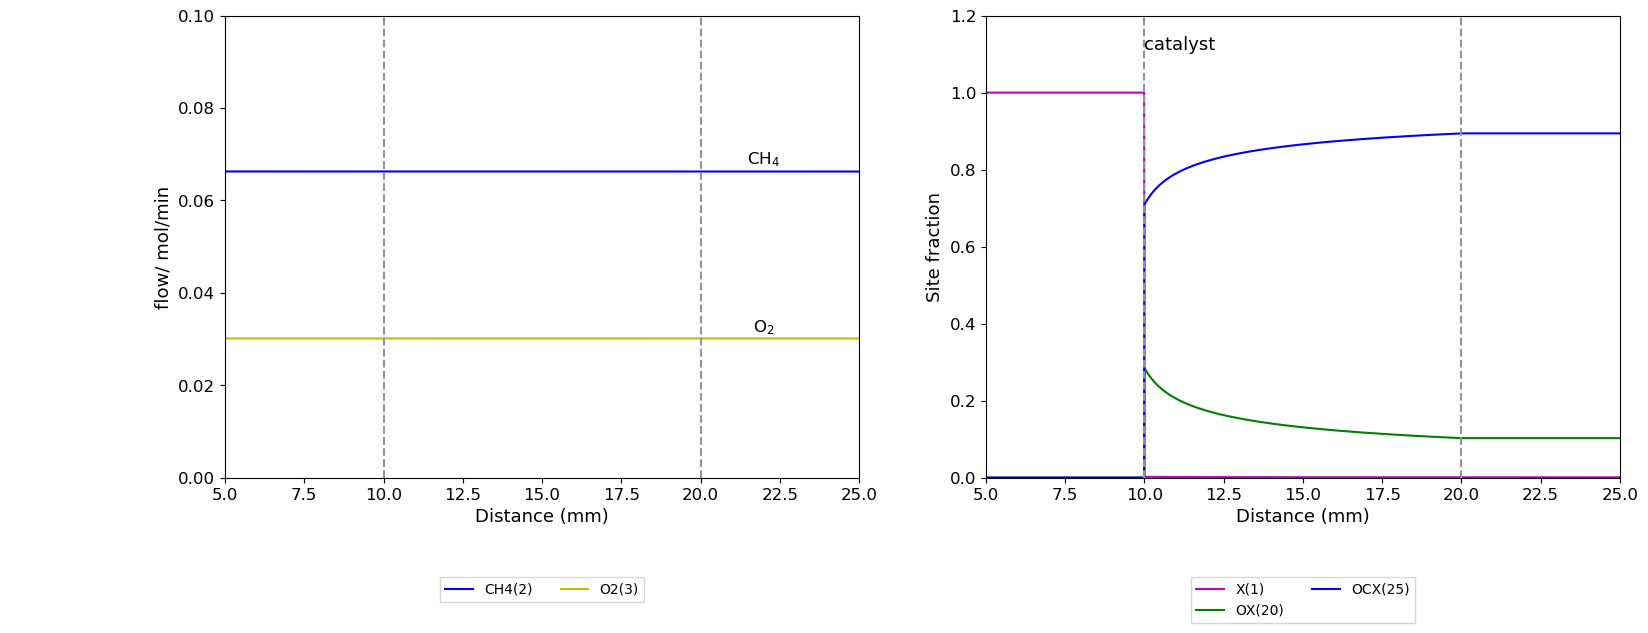 0.10
0.08
0.06
0.04
0.02
0.00
flow/ mol/min
CH4
O2
5.0 7.5 10.0 12.5 15.0 17.5 20.0 22.5 25.0
Distance (mm)
CH4(2) O2(3)
1.2
1.0
0.8
0.6
0.4
0.2
0.0
Site fraction
catalyst
5.0 7.5 10.0 12.5 15.0 17.5 20.0 22.5 25.0
Distance (mm)
X(1) OCX(25)
OX(20)